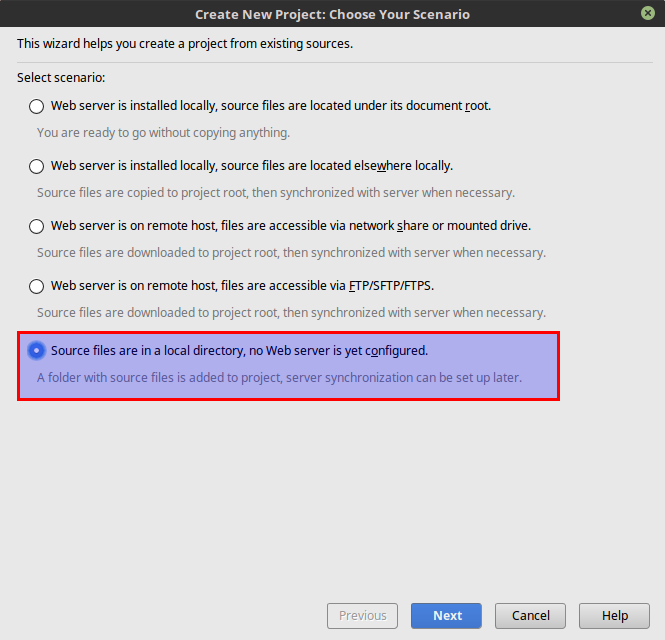 Create New Project: Choose Your Scenario
This wizard helps you create a project from existing sources.
Select scenario:
Web server is installed locally, source files are located under its document root.
You are ready to go without copying anything.
Web server is installed locally, source files are located elsewhere locally.
Source files are copied to project root, then synchronized with server when necessary.
Web server is on remote host, files are accessible via network share or mounted drive.
Source files are downloaded to project root, then synchronized with server when necessary.
Web server is on remote host, files are accessible via FTP/SFTP/FTPS.
Source files are downloaded to project root, then synchronized with server when necessary.
Source files are in a local directory, no Web server is yet configured.
A folder with source files is added to project, server synchronization can be set up later.
Previous Next Cancel Help